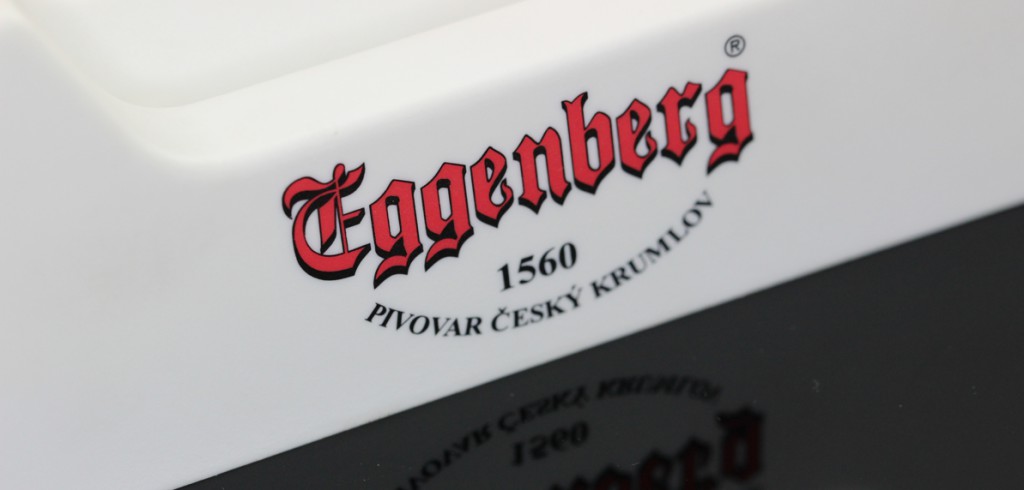 Eggenberg®
1560
PIVOVAR ČESKÝ KRUMLOV